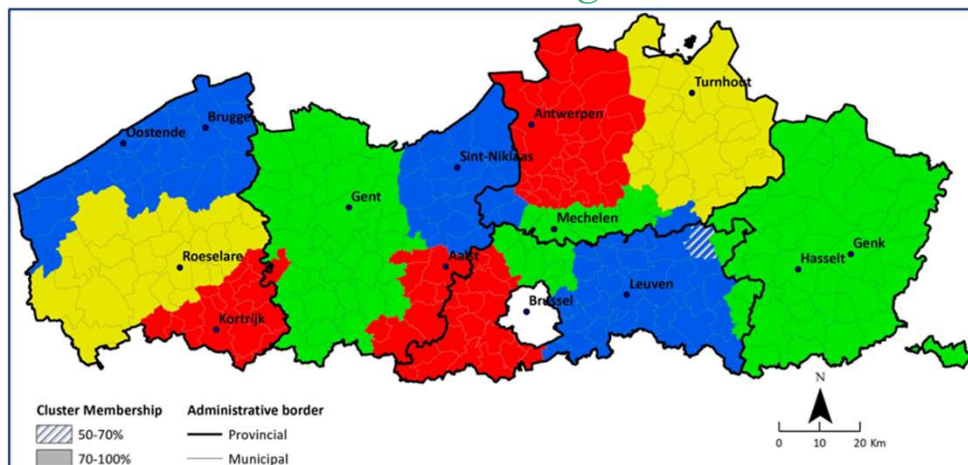 Turnhout
Antwerpen
Brugge
Oostende
Sint-Niklaas
Gent
Mechelen
Genk
Roeselare
Aalst
Hasselt
Leuven
Brussel
Kortrijk
N
Cluster Membership
50-70%
70-100%
Administrative border
Provincial
Municipal
0 10 20 Km